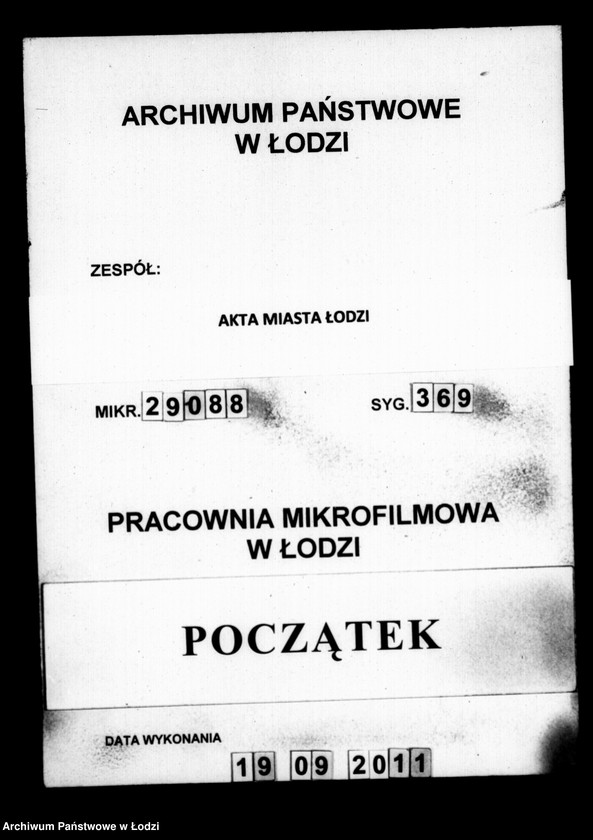 ARCHIWUM PAŃSTWOWE
W ŁODZI
ZESPÓŁ:
AKTA MIASTA ŁODZI
MIKR. 29088 SYG. 369
PRACOWNIA MIKROFILMOWA
W ŁODZI
POCZĄTEK
DATA WYKONANIA
19 09 2011
Archiwum Państwowe w Łodzi